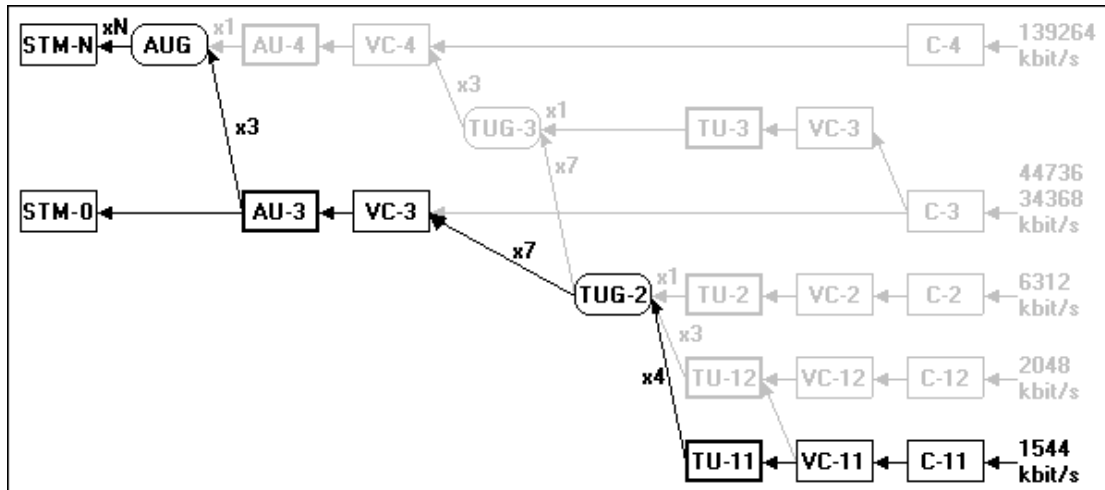 xN
x1
STM-N
AUG
AU-4
VC-4
C-4
139264
kbit/s
x3
x1
TUG-3
TU-3
VC-3
x3
x7
44736
34368
kbit/s
STM-0
AU-3
VC-3
C-3
x7
x1
TUG-2
TU-2
VC-2
C-2
6312
kbit/s
x3
x4
TU-12
VC-12
C-12
2048
kbit/s
TU-11
VC-11
C-11
1544
kbit/s